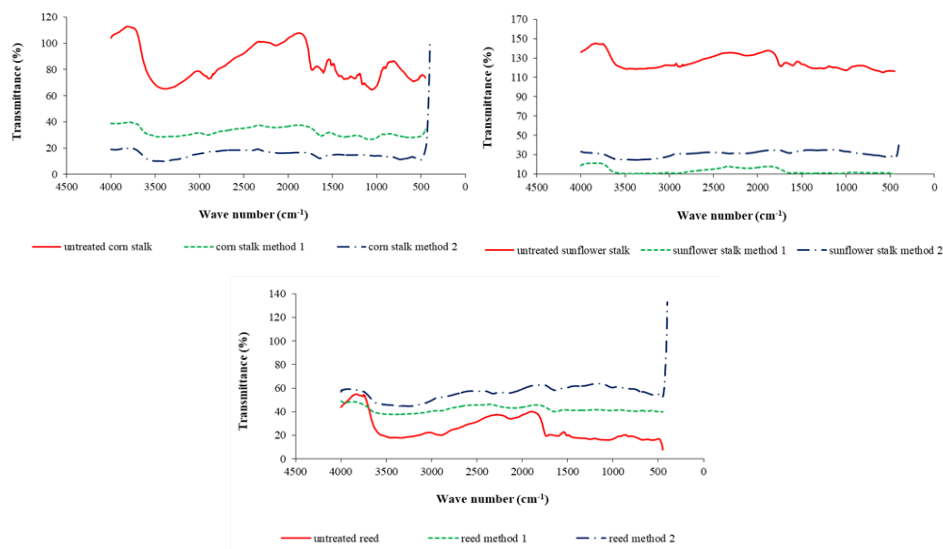 Transmittance (%)
120
100
80
60
40
20
0
4500 4000 3500 3000 2500 2000 1500 1000 500 0
Wave number (cm-1)
untreated corn stalk corn stalk method 1 corn stalk method 2
Transmittance (%)
170
150
130
110
90
70
50
30
10
4500 4000 3500 3000 2500 2000 1500 1000 500 0
Wave number (cm-1)
untreated sunflower stalk sunflower stalk method 1 sunflower stalk method 2
Transmittance (%)
140
120
100
80
60
40
20
0
4500 4000 3500 3000 2500 2000 1500 1000 500 0
Wave number (cm-1)
untreated reed reed method 1 reed method 2